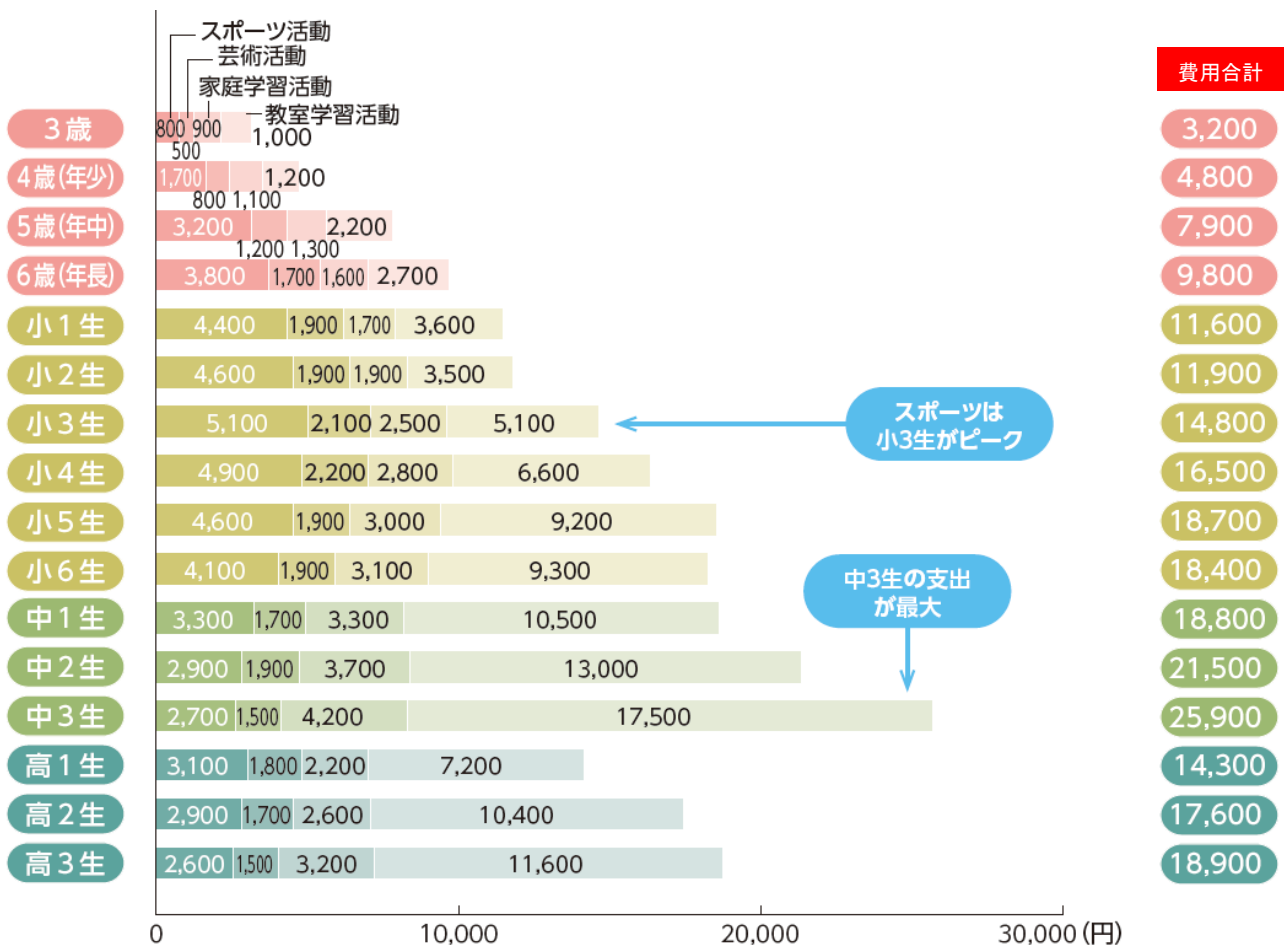 スポーツ活動
芸術活動
家庭学習活動
教室学習活動
費用合計
3歳 800 500 900 1,000 3,200
4歳(年少) 1,700 800 1,100 1,200 4,800
5歳(年中) 3,200 1,200 1,300 2,200 7,900
6歳(年長) 3,800 1,700 1,600 2,700 9,800
小1生 4,400 1,900 1,700 3,600 11,600
小2生 4,600 1,900 1,900 3,500 11,900
小3生 5,100 2,100 2,500 5,100 14,800
スポーツは
小3生がピーク
小4生 4,900 2,200 2,800 6,600 16,500
小5生 4,600 1,900 3,000 9,200 18,700
小6生 4,100 1,900 3,100 9,300 18,400
中3生の支出
が最大
中1生 3,300 1,700 3,300 10,500 18,800
中2生 2,900 1,900 3,700 13,000 21,500
中3生 2,700 1,500 4,200 17,500 25,900
高1生 3,100 1,800 2,200 7,200 14,300
高2生 2,900 1,700 2,600 10,400 17,600
高3生 2,600 1,500 3,200 11,600 18,900
0 10,000 20,000 30,000(円)